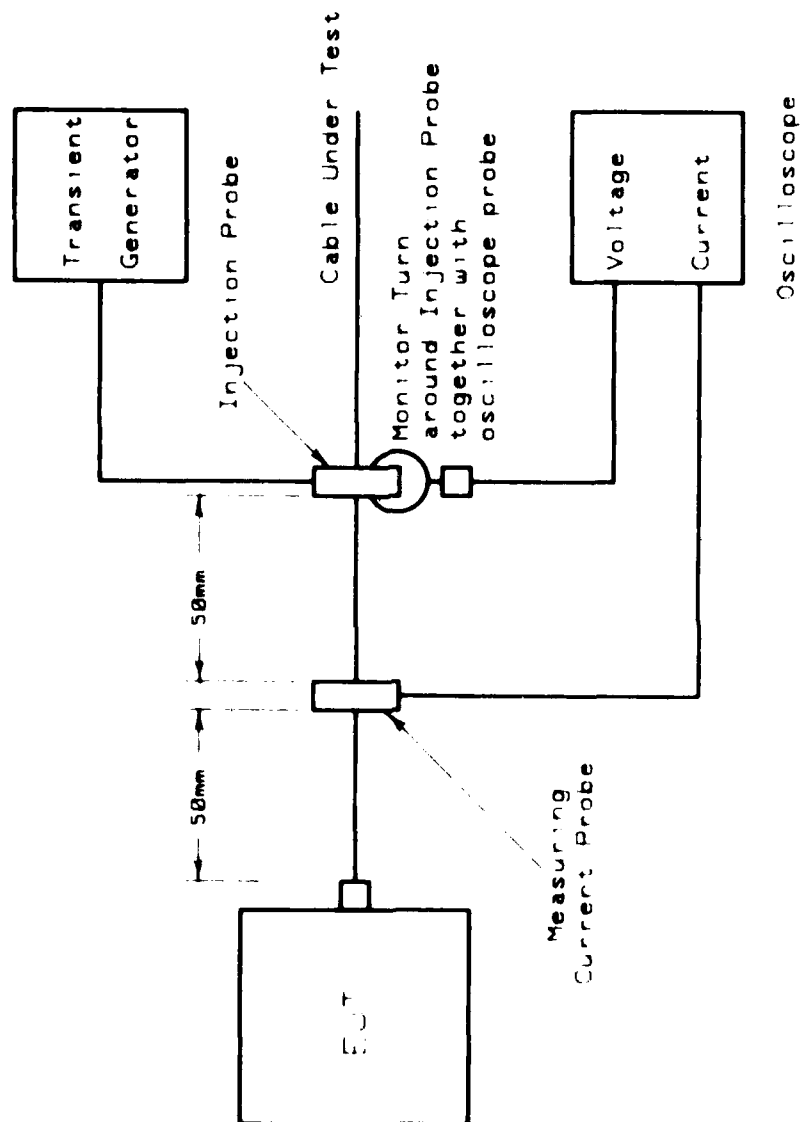 Transient
Generator
Injection Probe
Cable Under Test
Monitor Turn
around Injection Probe
together with
oscilloscope probe
Voltage
Current
Oscilloscope
50mm
50mm
Measuring
Current Probe
EUT